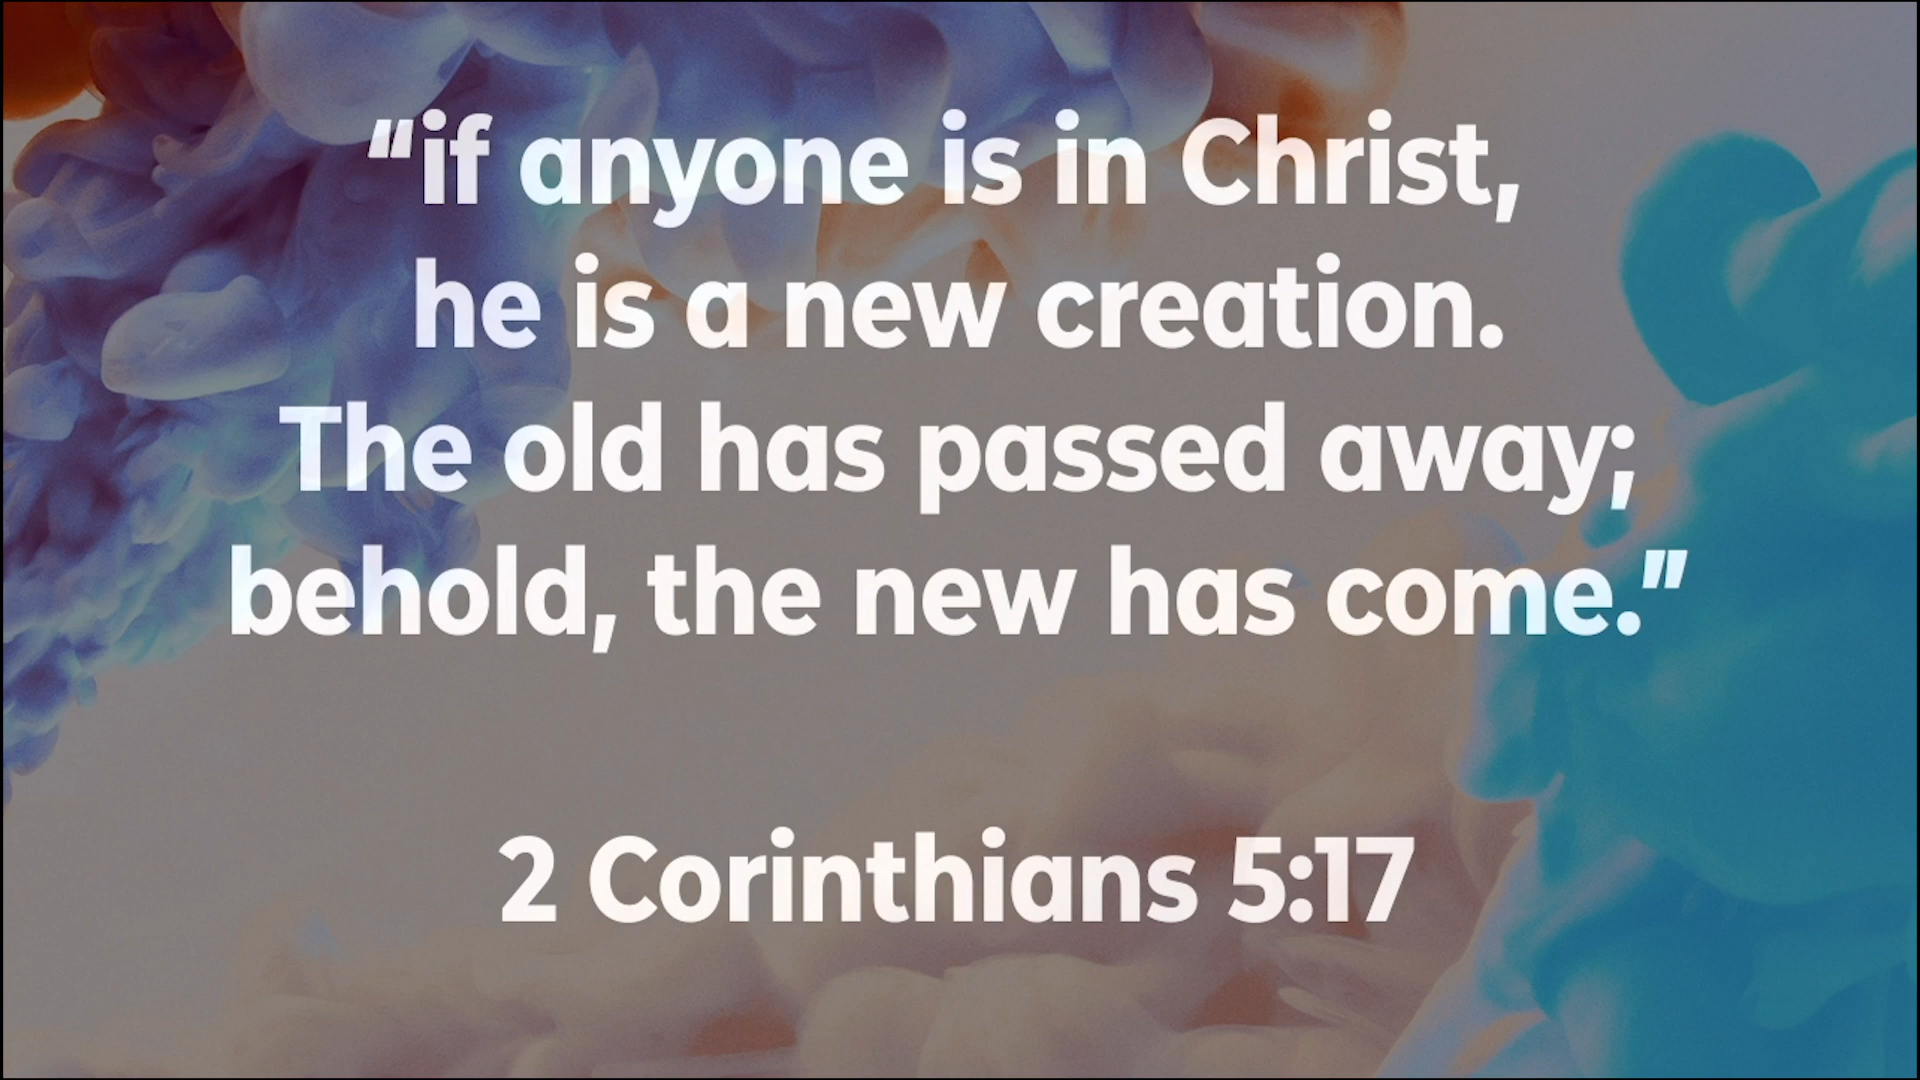 “if anyone is in Christ,
he is a new creation.
The old has passed away;
behold, the new has come.”
2 Corinthians 5:17